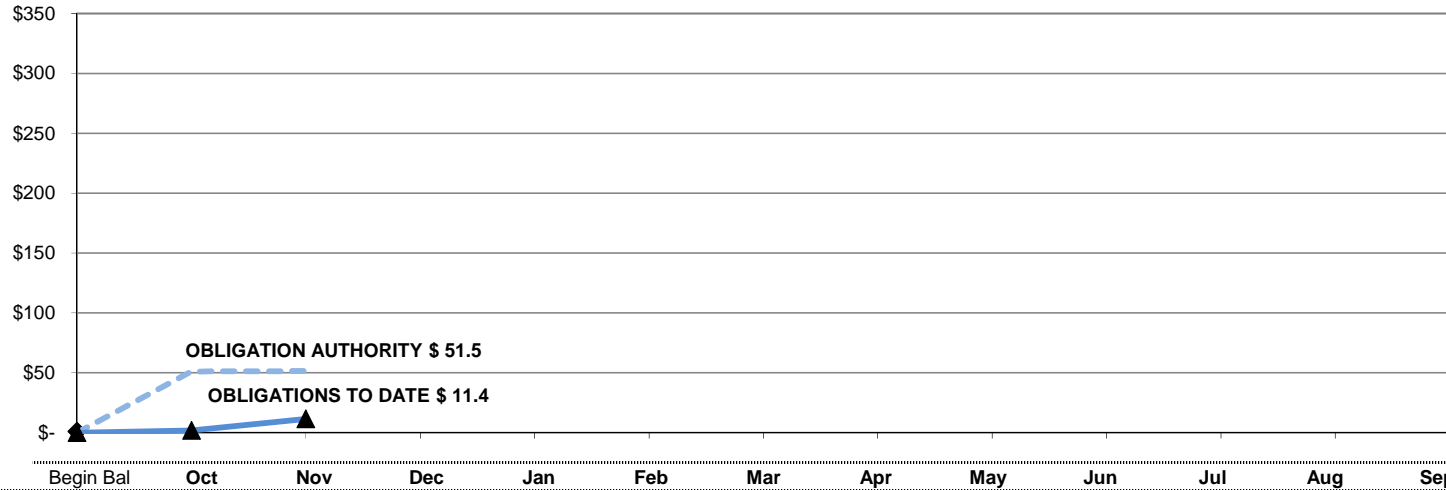 $350
$300
$250
$200
$150
$100
OBLIGATION AUTHORITY $ 51.5
$50
OBLIGATIONS TO DATE $ 11.4
$-
Begin Bal Oct Nov Dec Jan Feb Mar Apr May Jun Jul Aug Sep